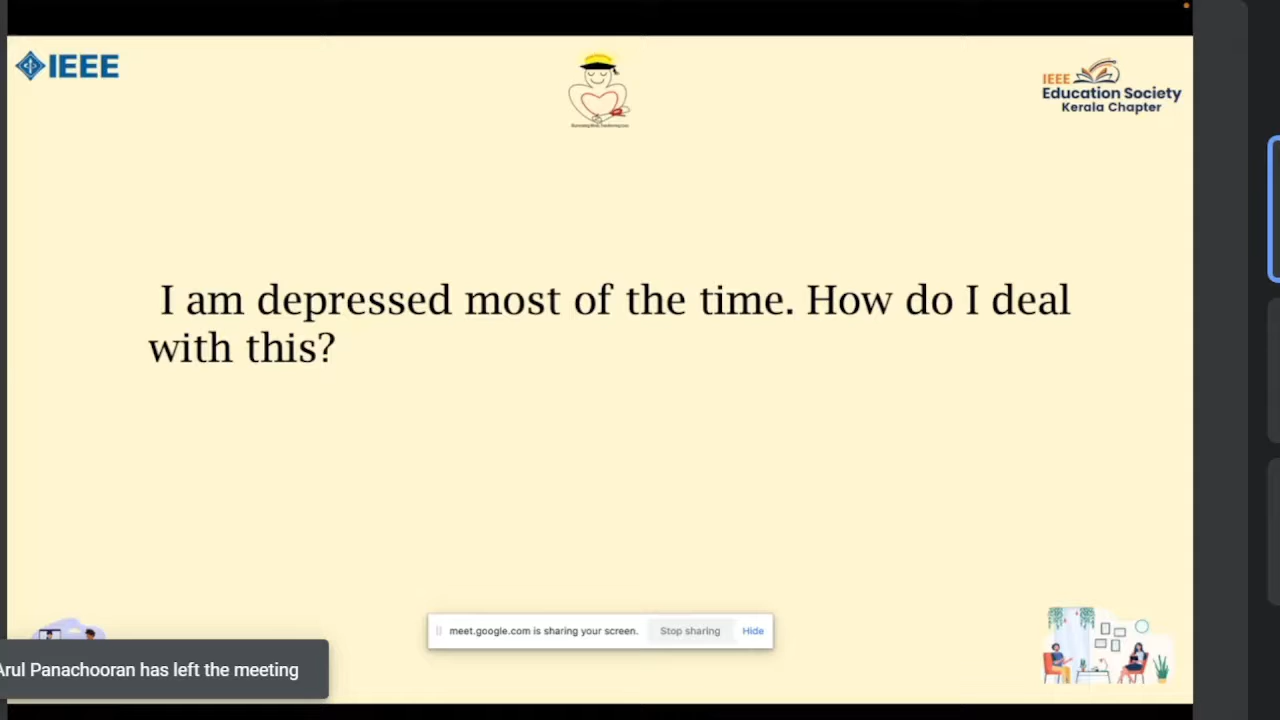 IEEE
IEEE
Education Society
Kerala Chapter
I am depressed most of the time. How do I deal
with this?
meet.google.com is sharing your screen. Stop sharing Hide
Arul Panachooran has left the meeting